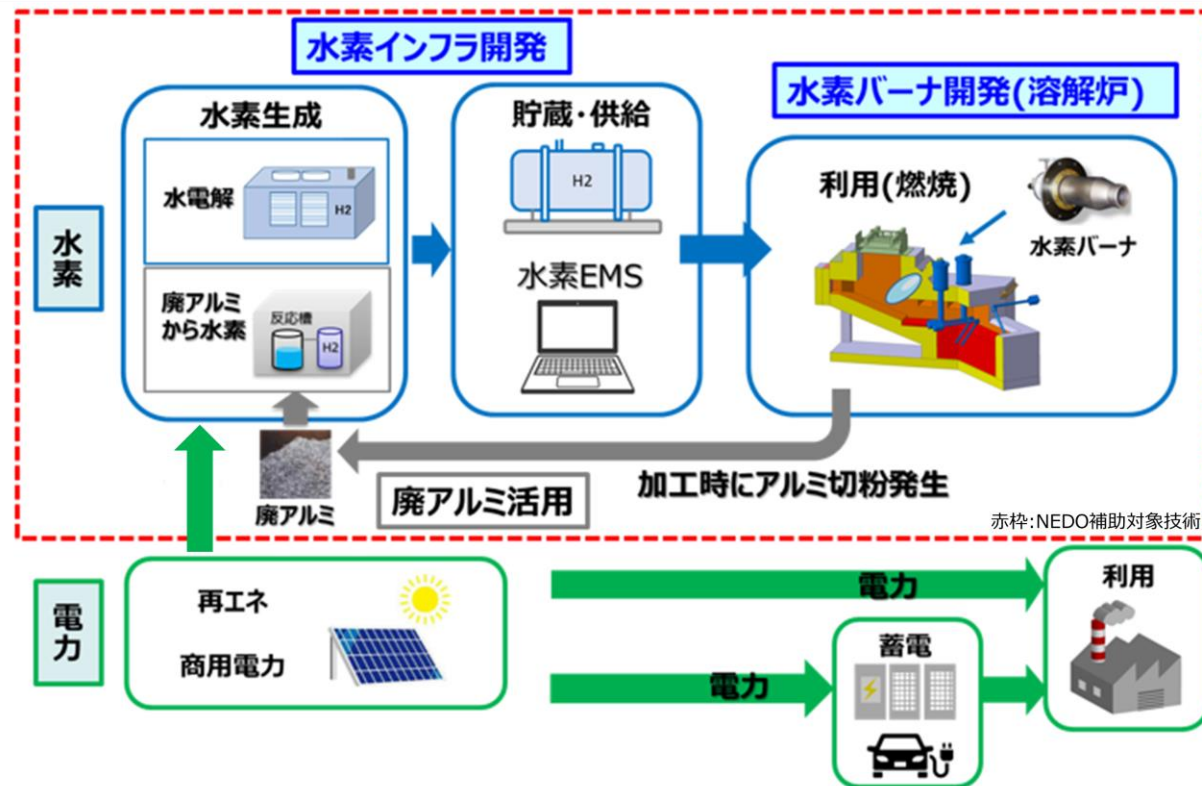 水素インフラ開発
水素バーナ開発(溶解炉)
水素
水素生成
水電解
H2
廃アルミ
から水素
反応槽
H2
貯蔵・供給
H2
水素EMS
利用(燃焼)
水素バーナ
廃アルミ
廃アルミ活用
加工時にアルミ切粉発生
赤枠:NEDO補助対象技術
電力
再エネ
商用電力
電力
電力
蓄電
利用